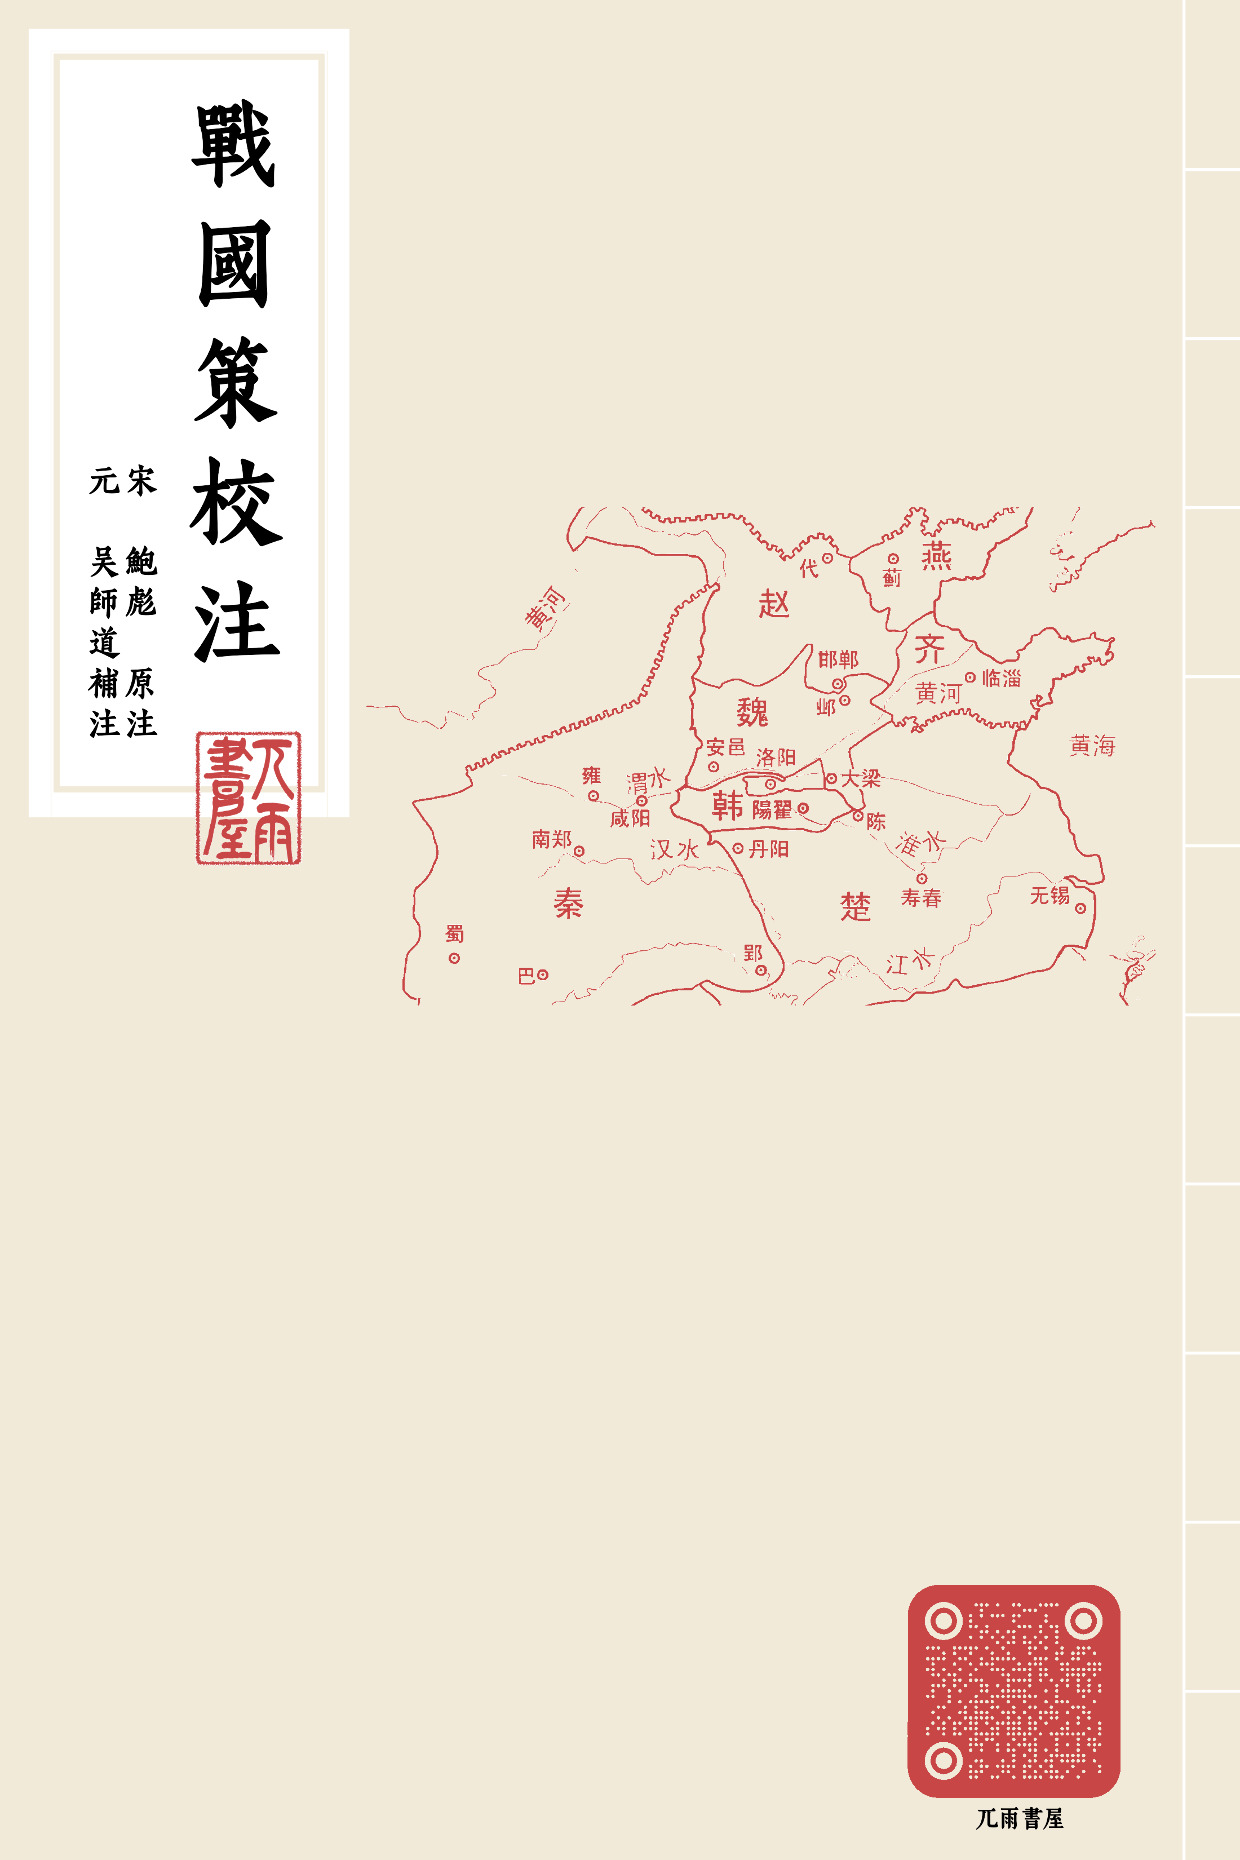 戰國策校注
宋 鮑彪 原注
元 吴師道補注
兀雨
書屋
燕
代
蓟
赵
黄河
齐
邯郸
临淄
黄河
邺
魏
黄海
安邑
洛阳
雍
渭水
大梁
韩
陽翟
咸阳
陈
南郑
汉水
丹阳
淮水
秦
楚
寿春
无锡
蜀
郢
江水
巴
兀雨書屋